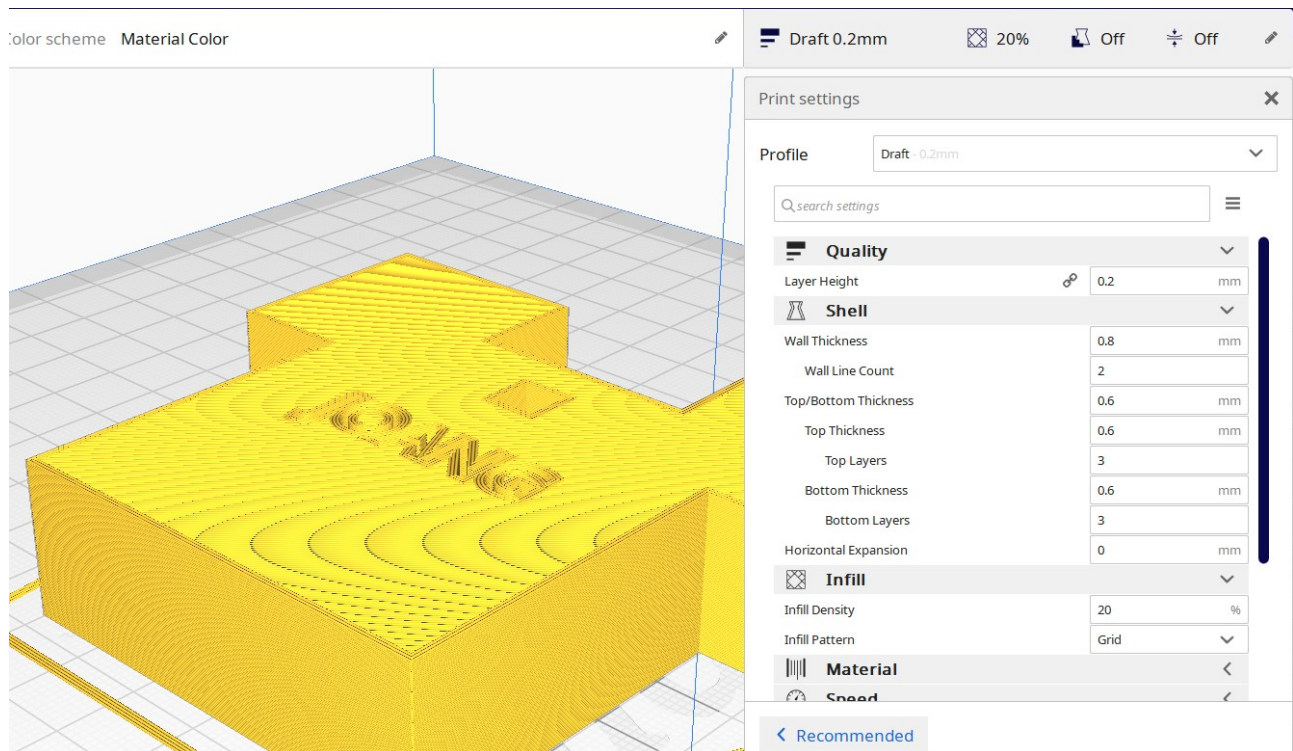 olor scheme Material Color
Draft 0.2mm 20% Off Off
Print settings
Profile Draft - 0.2mm
search settings
Quality
Layer Height 0.2 mm
Shell
Wall Thickness 0.8 mm
Wall Line Count 2
Top/Bottom Thickness 0.6 mm
Top Thickness 0.6 mm
Top Layers 3
Bottom Thickness 0.6 mm
Bottom Layers 3
Horizontal Expansion 0 mm
Infill
Infill Density 20 %
Infill Pattern Grid
Material
Speed
Recommended